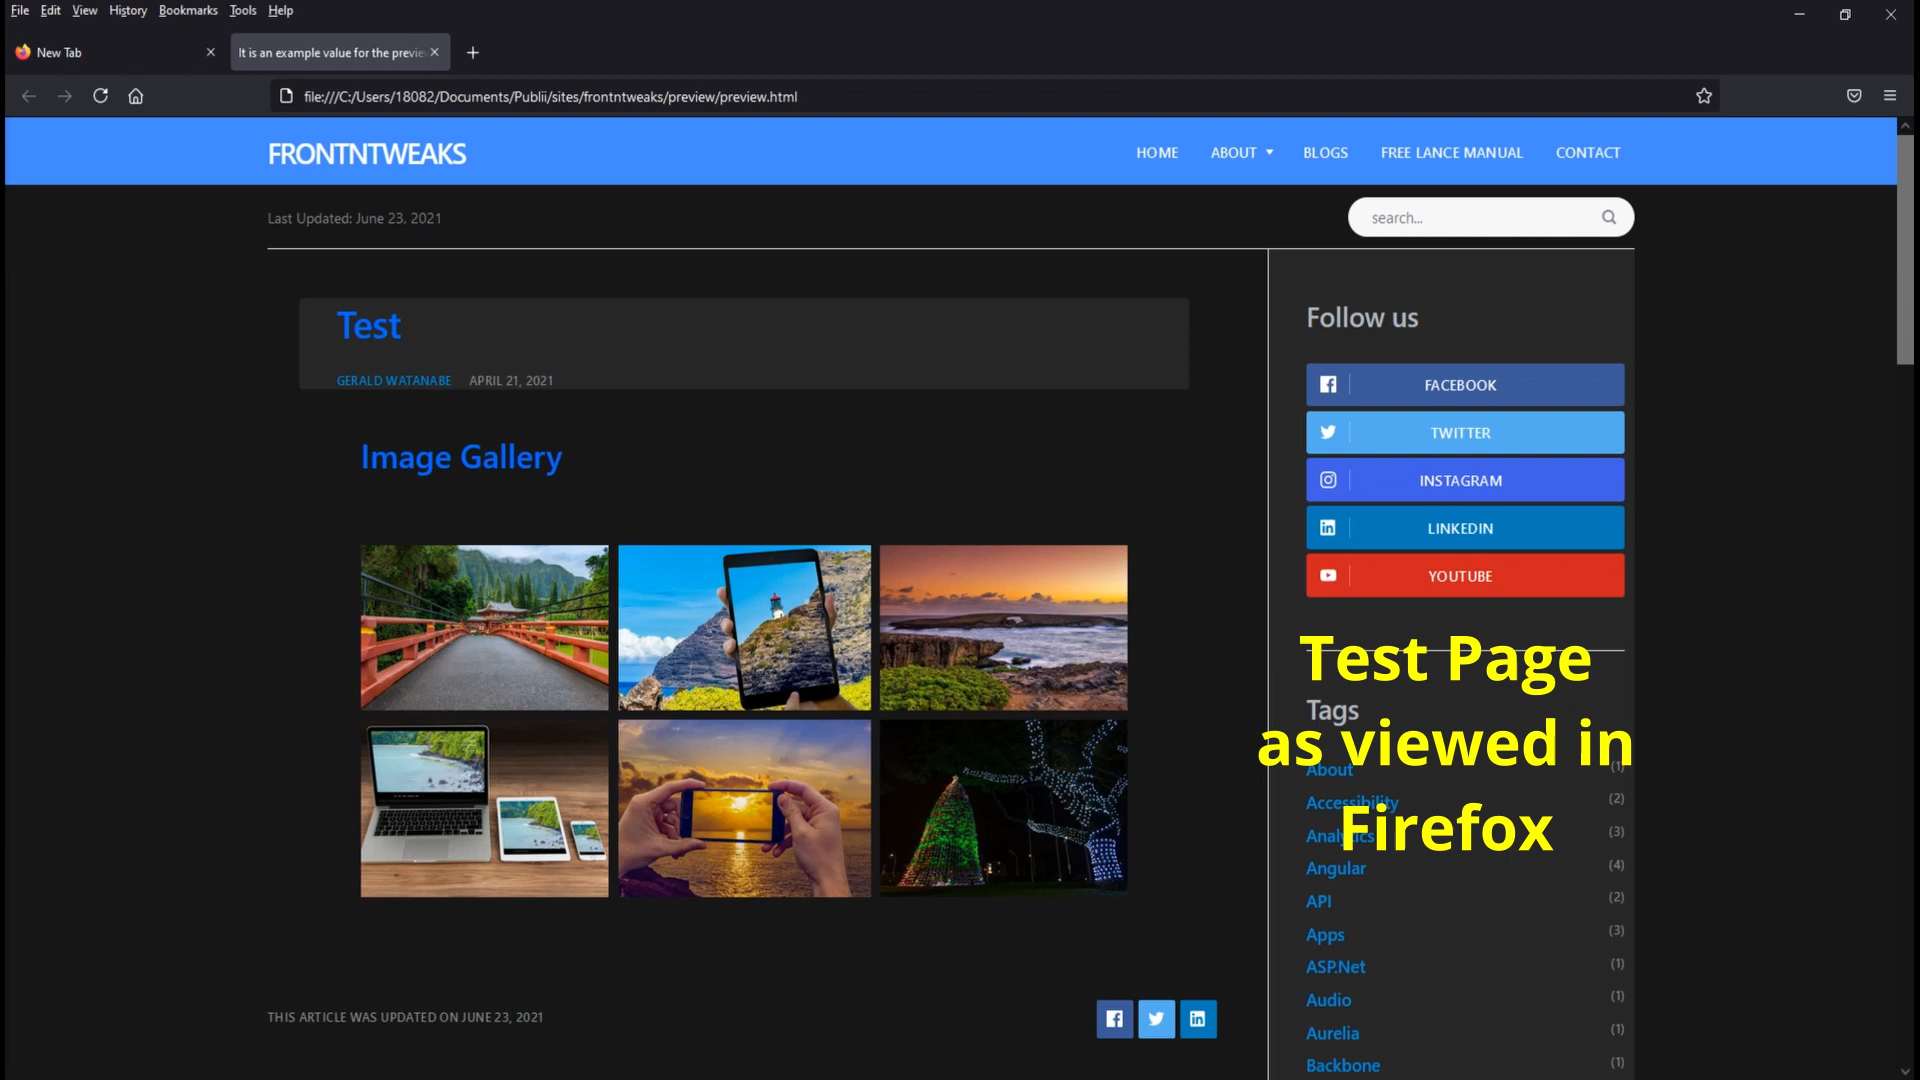 File Edit View History Bookmarks Tools Help
New Tab
It is an example value for the previe
file:///C:/Users/18082/Documents/Publii/sites/frontntweaks/preview/preview.html
FRONTNTWEAKS
HOME ABOUT BLOGS FREE LANCE MANUAL CONTACT
Last Updated: June 23, 2021
search...
Test
GERALD WATANABE APRIL 21, 2021
Image Gallery
THIS ARTICLE WAS UPDATED ON JUNE 23, 2021
Follow us
FACEBOOK
TWITTER
INSTAGRAM
LINKEDIN
YOUTUBE
Test Page
as viewed in
Firefox
Tags
About (1)
Accessibility (2)
Analytics (3)
Angular (4)
API (2)
Apps (3)
ASP.Net (1)
Audio (1)
Aurelia (1)
Backbone (1)